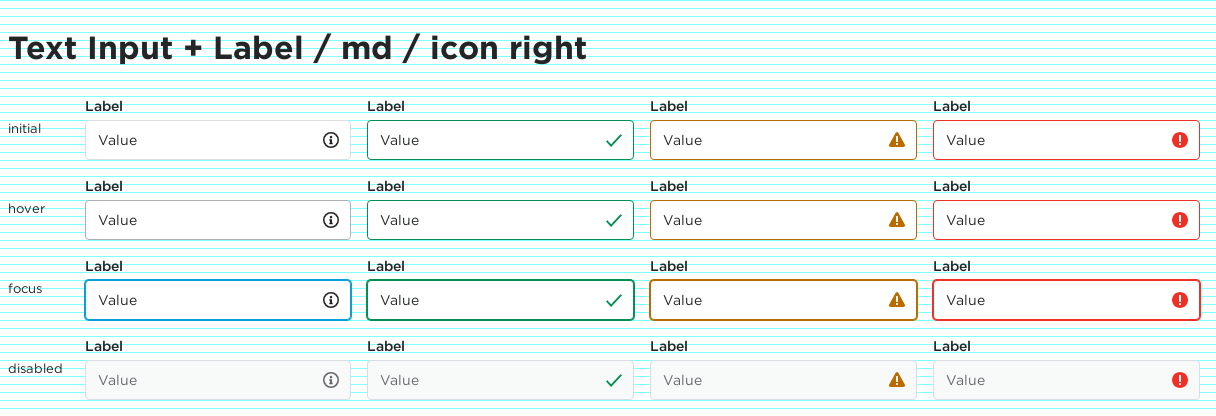 Text Input + Label / md / icon right
Label Label Label Label
initial Value Value Value Value
Label Label Label Label
hover Value Value Value Value
Label Label Label Label
focus Value Value Value Value
Label Label Label Label
disabled Value Value Value Value